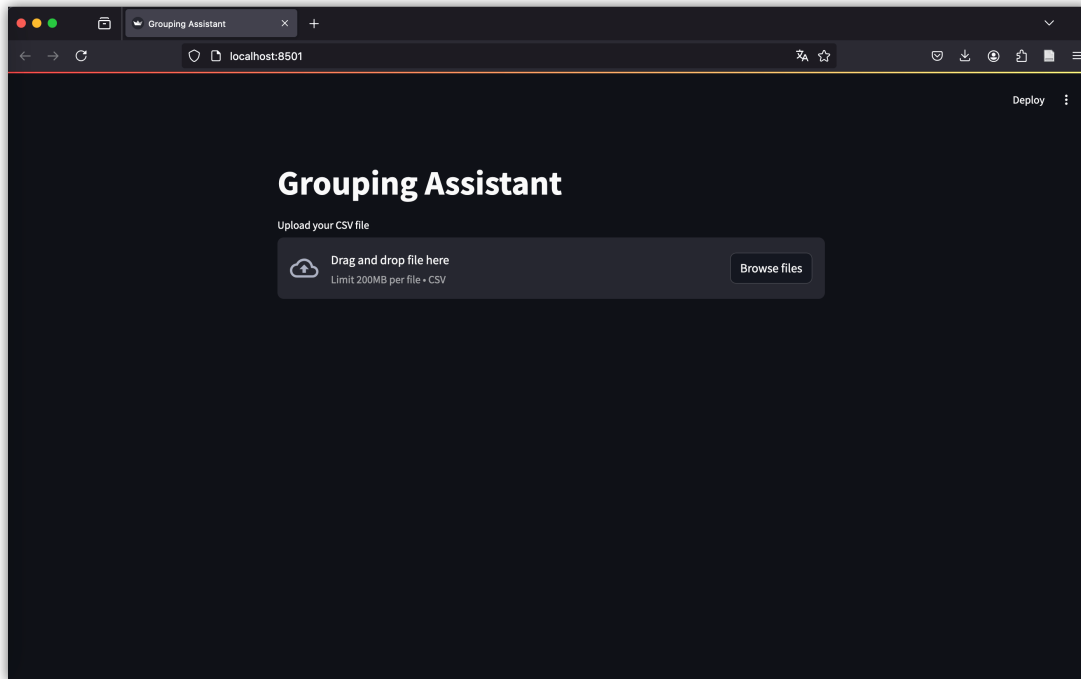 Grouping Assistant
localhost:8501
Deploy
Grouping Assistant
Upload your CSV file
Drag and drop file here
Limit 200MB per file • CSV
Browse files